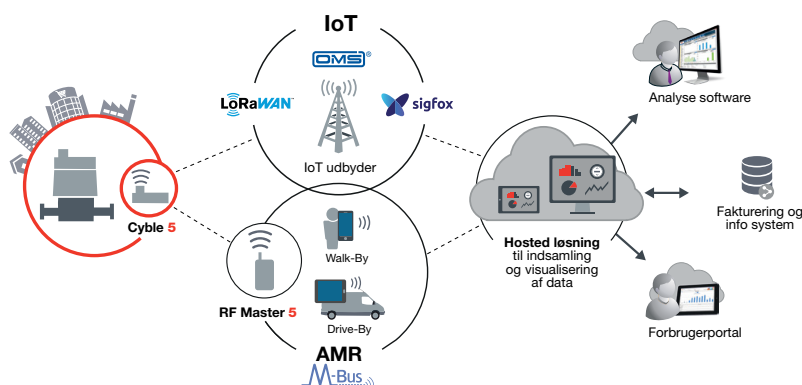 IoT
OMS®
LoRaWAN™
sigfox
IoT udbyder
Cyble 5
Walk-By
RF Master 5
Drive-By
AMR
M-Bus
Hosted løsning
til indsamling
og visualisering
af data
Analyse software
Fakturering og
info system
Forbrugerportal